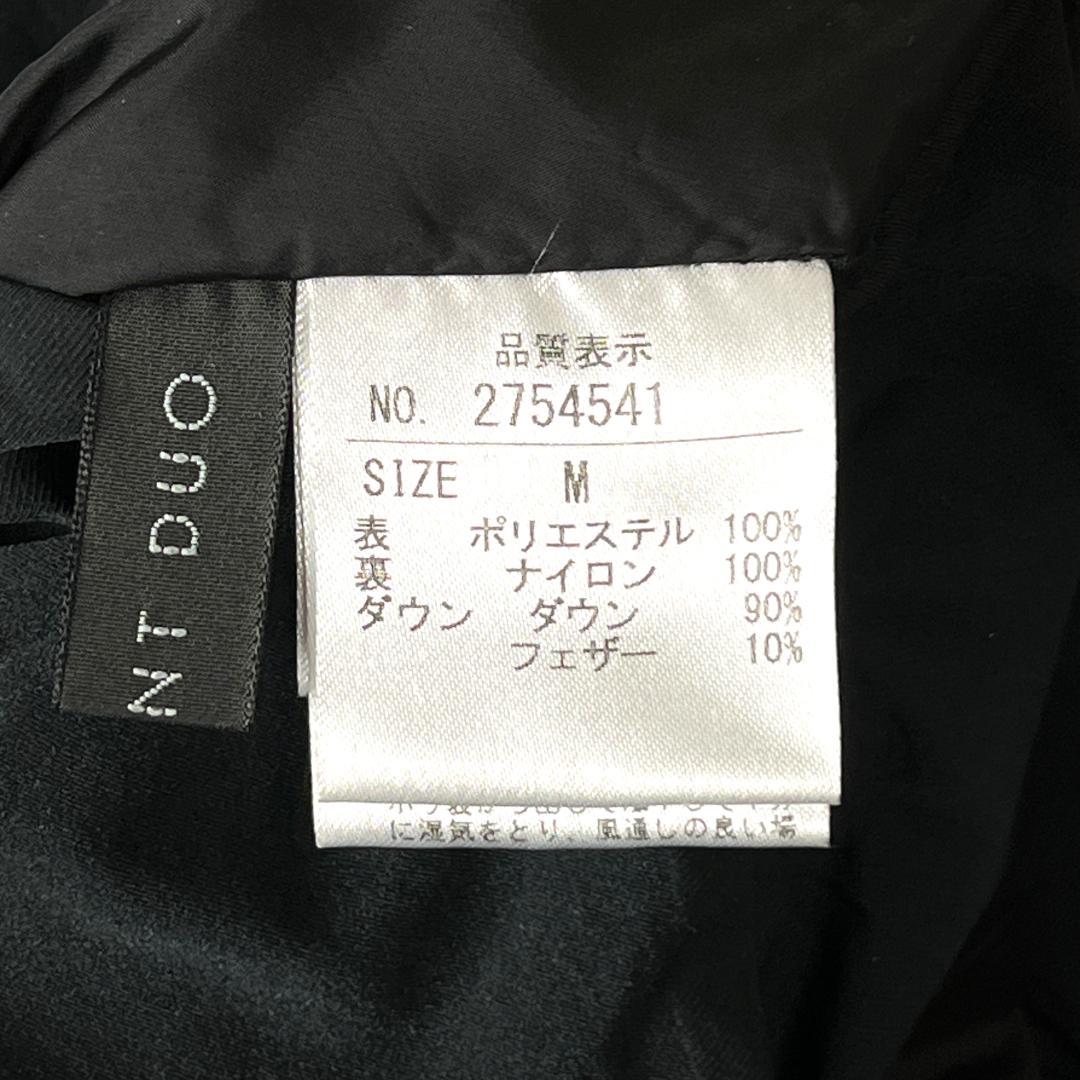 NT DUO
品質表示
NO. 2754541
SIZE M
表 ポリエステル 100%
裏 ナイロン 100%
ダウン ダウン 90%
フェザー 10%
に湿気をとり、風通しの良い場